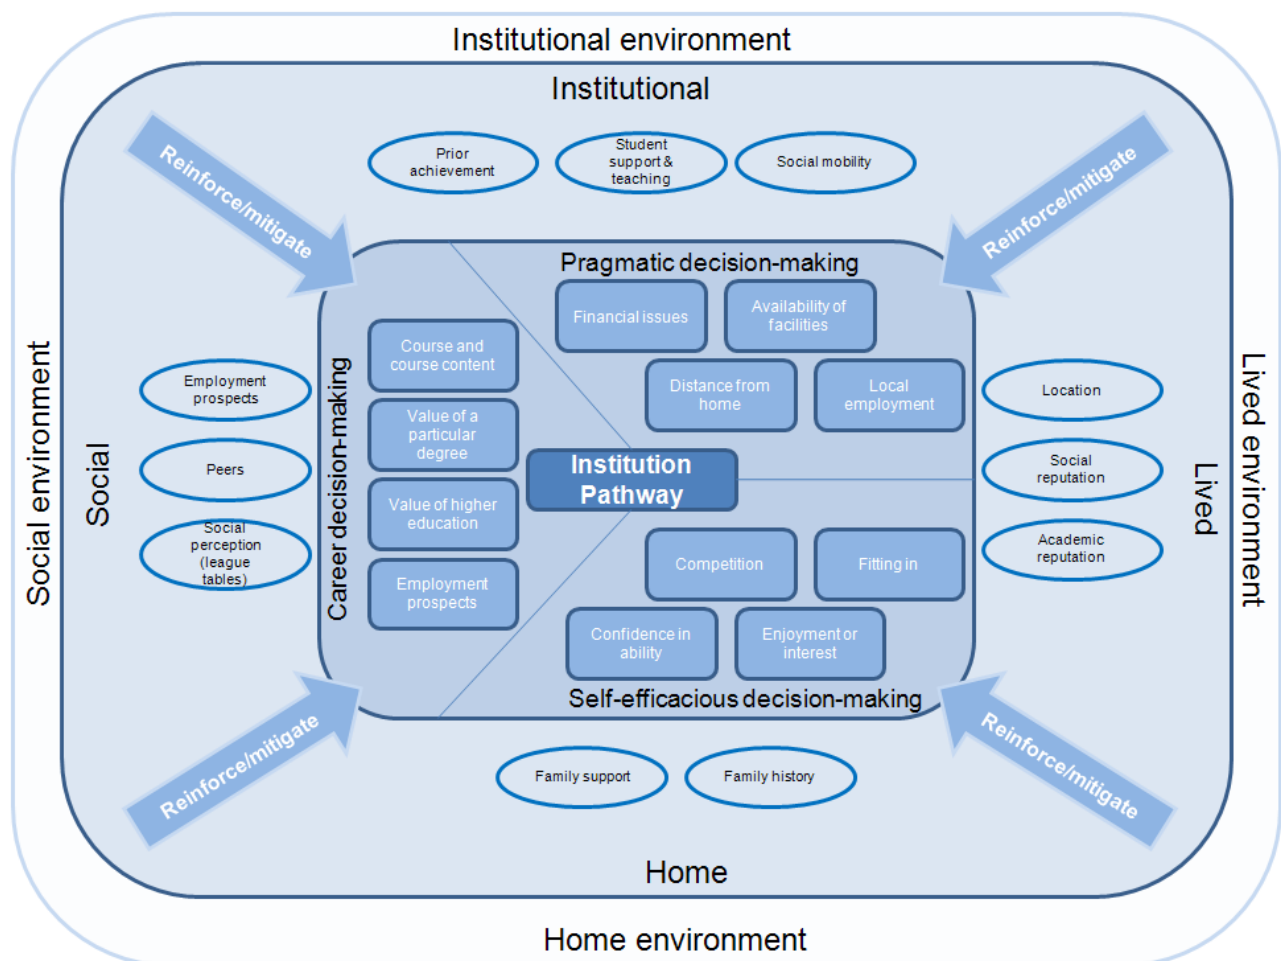 Institutional environment
Institutional
Prior
achievement
Student
support &
teaching
Social mobility
Reinforce/mitigate
Reinforce/mitigate
Pragmatic decision-making
Financial issues
Availability of
facilities
Distance from
home
Local
employment
Social environment
Social
Employment
prospects
Peers
Social
perception
(league
tables)
Career decision-making
Course and
course content
Value of a
particular
degree
Value of higher
education
Employment
prospects
Institution
Pathway
Location
Social
reputation
Academic
reputation
Lived
Lived environment
Competition
Fitting in
Confidence in
ability
Enjoyment or
interest
Self-efficacious decision-making
Reinforce/mitigate
Reinforce/mitigate
Family support
Family history
Home
Home environment